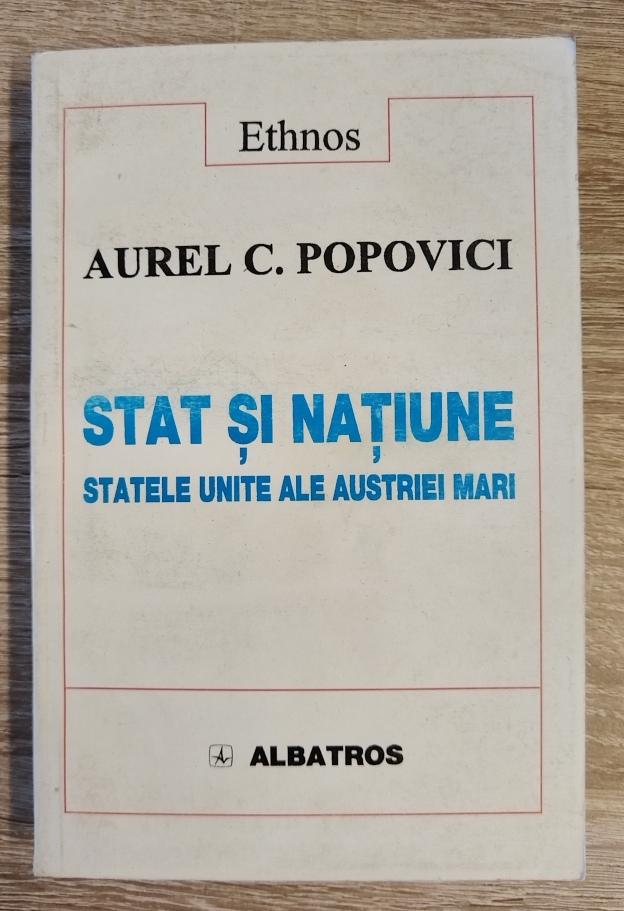 Ethnos
AUREL C. POPOVICI
STAT ȘI NAȚIUNE
STATELE UNITE ALE AUSTRIEI MARI
ALBATROS